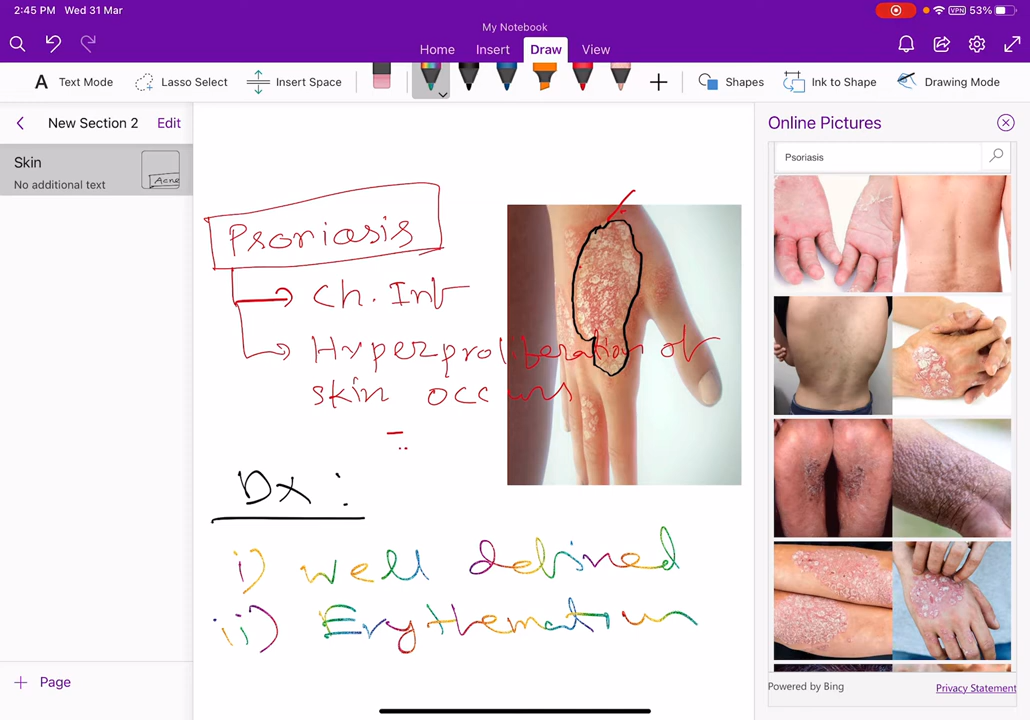 2:45 PM Wed 31 Mar
VPN 53%
My Notebook
Home Insert Draw View
A Text Mode Lasso Select Insert Space Shapes Ink to Shape Drawing Mode
New Section 2 Edit
Skin
No additional text
Acne
Online Pictures
Psoriasis
Psoriasis
Ch. Inf
Hyperproliferation of
skin occurs
Dx :
i) well defined
ii) Erythematu
Page
Powered by Bing Privacy Statement